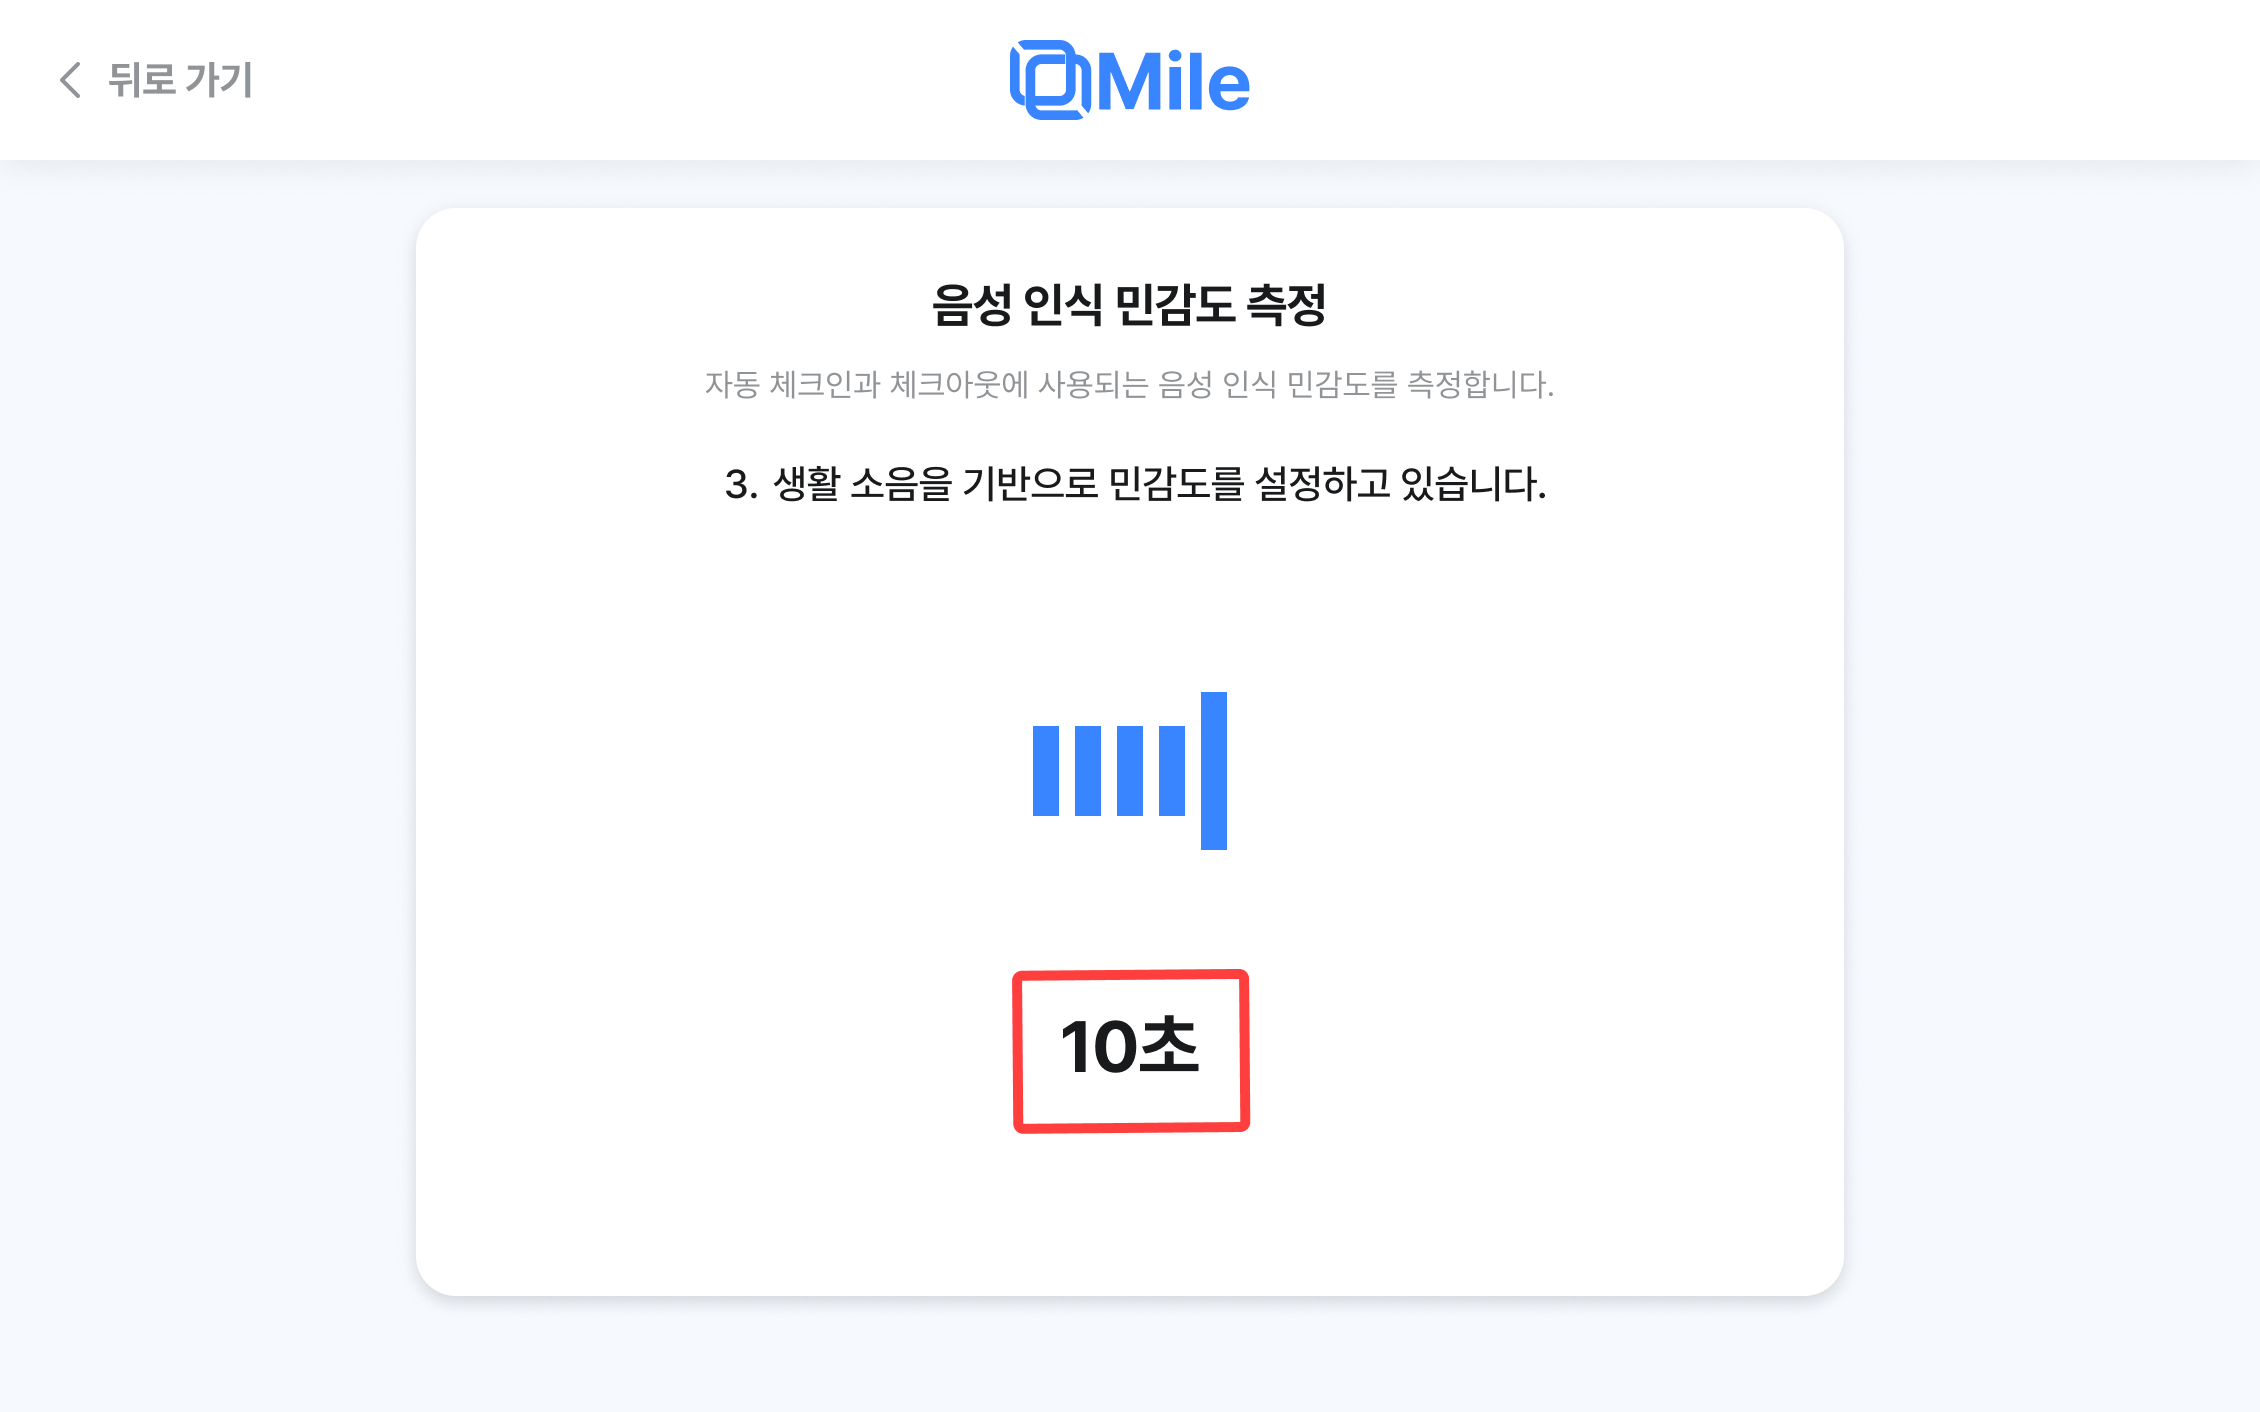 뒤로 가기
Mile
음성 인식 민감도 측정
자동 체크인과 체크아웃에 사용되는 음성 인식 민감도를 측정합니다.
3. 생활 소음을 기반으로 민감도를 설정하고 있습니다.
10초